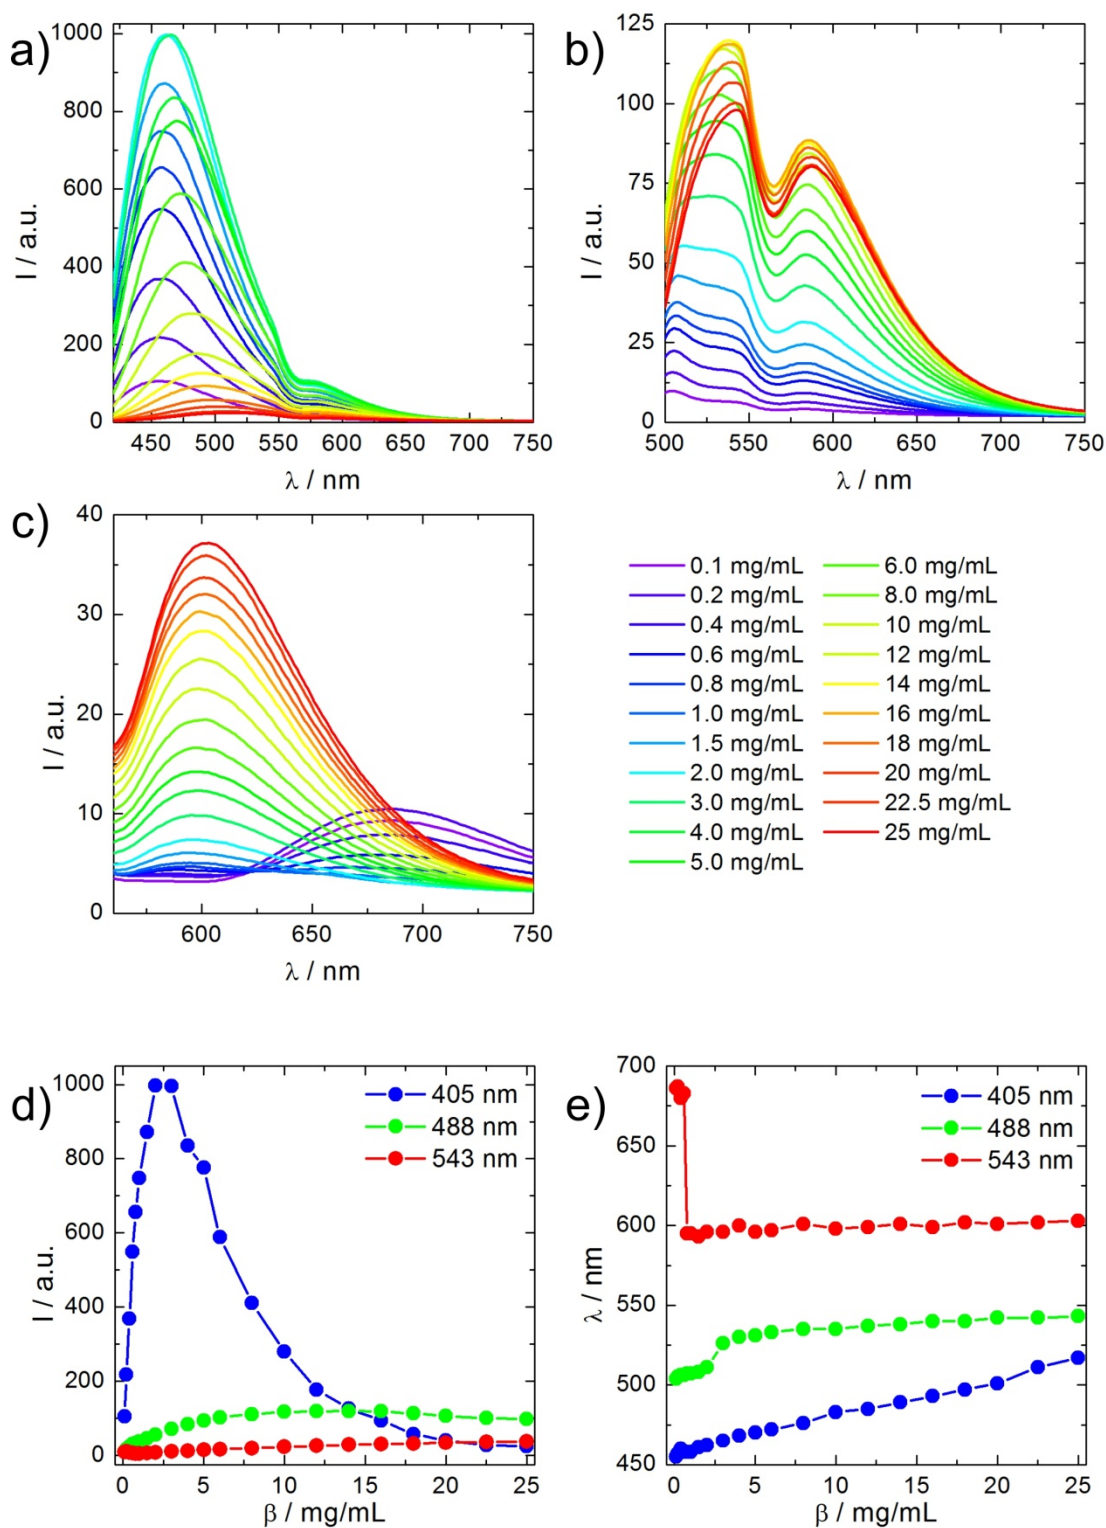 a)
1000
800
600
400
200
0
I / a.u.
450 500 550 600 650 700 750
λ / nm
b)
125
100
75
50
25
0
I / a.u.
500 550 600 650 700 750
λ / nm
c)
40
30
20
10
0
I / a.u.
600 650 700 750
λ / nm
0.1 mg/mL
0.2 mg/mL
0.4 mg/mL
0.6 mg/mL
0.8 mg/mL
1.0 mg/mL
1.5 mg/mL
2.0 mg/mL
3.0 mg/mL
4.0 mg/mL
5.0 mg/mL
6.0 mg/mL
8.0 mg/mL
10 mg/mL
12 mg/mL
14 mg/mL
16 mg/mL
18 mg/mL
20 mg/mL
22.5 mg/mL
25 mg/mL
d)
1000
800
600
400
200
0
I / a.u.
405 nm
488 nm
543 nm
0 5 10 15 20 25
β / mg/mL
e)
700
650
600
550
500
450
λ / nm
405 nm
488 nm
543 nm
0 5 10 15 20 25
β / mg/mL